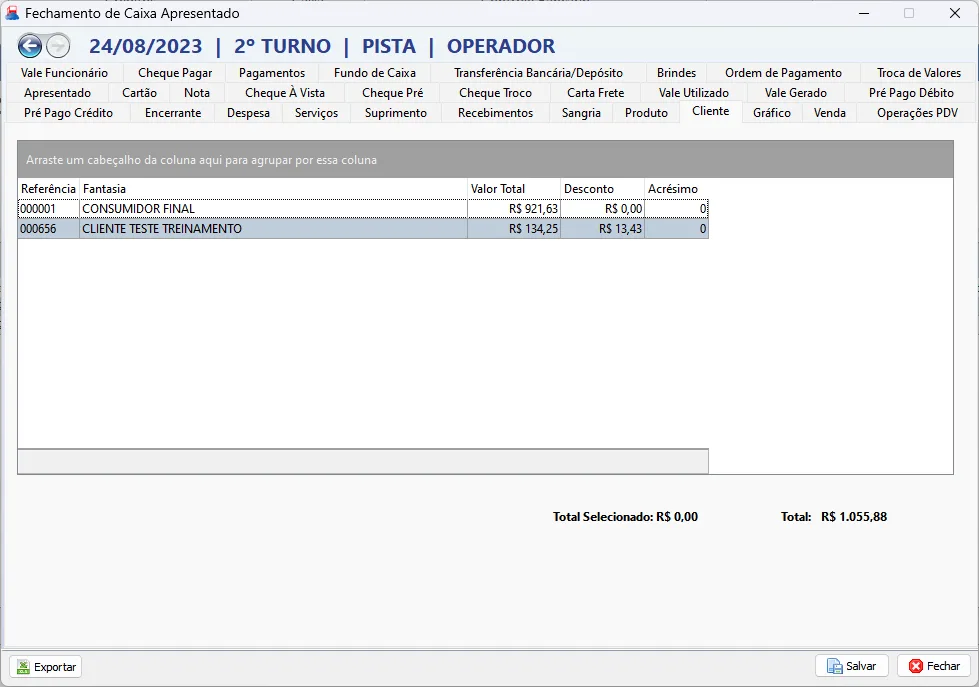 Fechamento de Caixa Apresentado
24/08/2023 | 2º TURNO | PISTA | OPERADOR
Vale Funcionário Cheque Pagar Pagamentos Fundo de Caixa Transferência Bancária/Depósito Brindes Ordem de Pagamento Troca de Valores
Apresentado Cartão Nota Cheque À Vista Cheque Pré Cheque Troco Carta Frete Vale Utilizado Vale Gerado Pré Pago Débito
Pré Pago Crédito Encerrante Despesa Serviços Suprimento Recebimentos Sangria Produto Cliente Gráfico Venda Operações PDV
Arraste um cabeçalho da coluna aqui para agrupar por essa coluna
Referência Fantasia Valor Total Desconto Acrésimo
000001 CONSUMIDOR FINAL R$ 921,63 R$ 0,00 0
000656 CLIENTE TESTE TREINAMENTO R$ 134,25 R$ 13,43 0
Total Selecionado: R$ 0,00 Total: R$ 1.055,88
Exportar Salvar Fechar